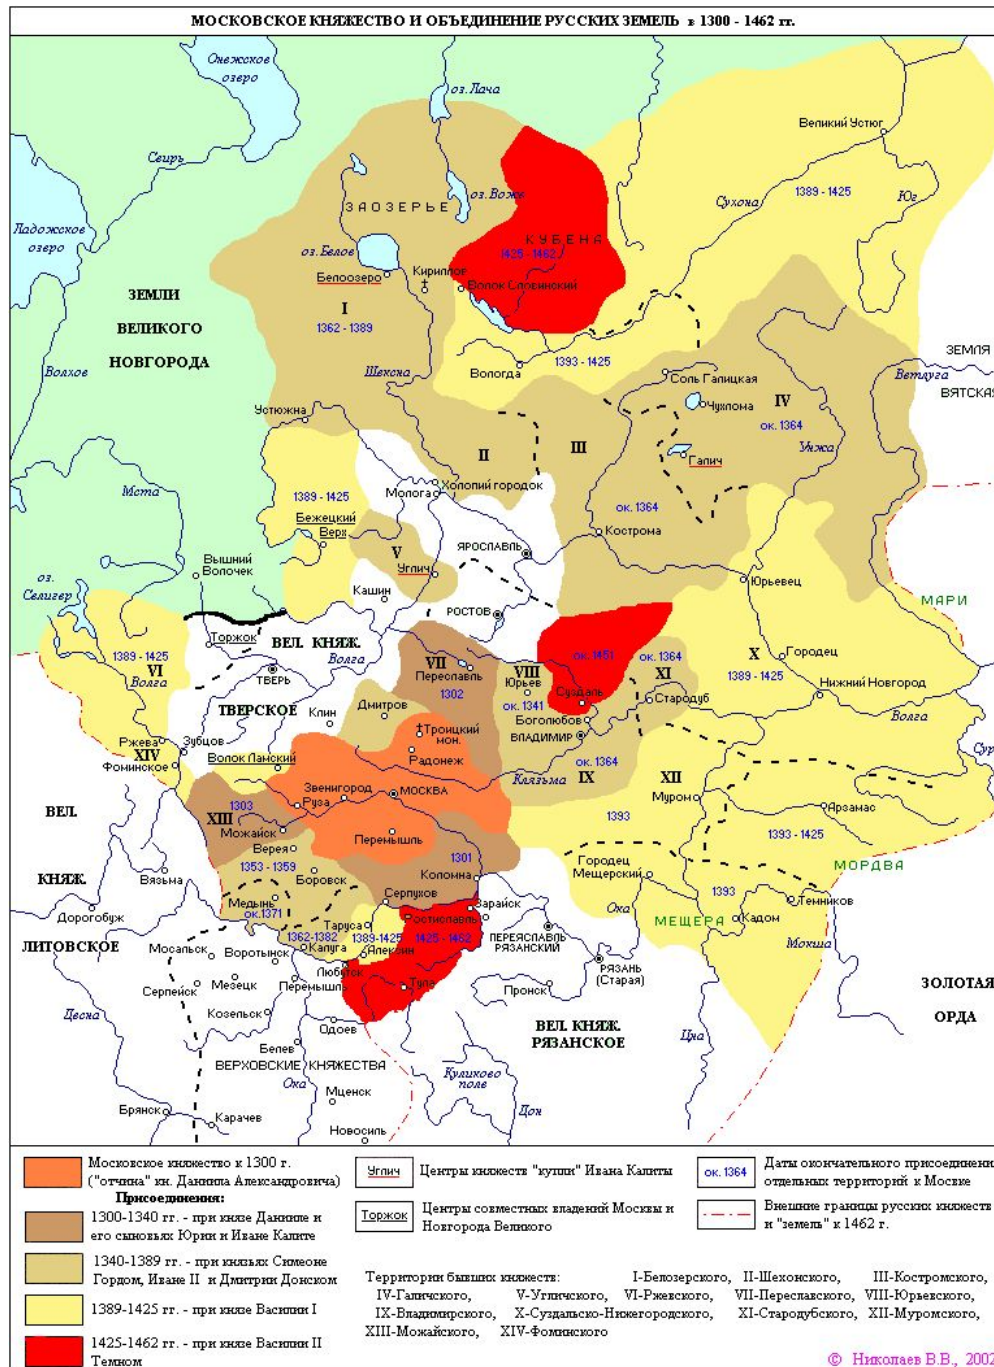 МОСКОВСКОЕ КНЯЖЕСТВО И ОБЪЕДИНЕНИЕ РУССКИХ ЗЕМЕЛЬ в 1300 - 1462 гг.
Онежское
озеро
оз. Лача
Великий Устюг
Свирь
оз. Воже
1389 - 1425
Сухона
Юг
ЗАОЗЕРЬЕ
Ладожское
озеро
КУБЕНА
1425 - 1462
оз. Белое
Кириллов
Белоозеро
Волок Словинский
ЗЕМЛИ
ВЕЛИКОГО
НОВГОРОДА
I
1362 - 1389
Волхов
Шексна
Вологда
1393 - 1425
ЗЕМЛЯ
ВЯТСКАЯ
Ветлуга
Соль Галицкая
Чухлома
IV
ок. 1364
Устюжна
Унжа
II
III
Галич
Мста
Холопий городок
Молога
1389 - 1425
Бежецкий
Верх
ок. 1364
Кострома
V
Углич
ЯРОСЛАВЛЬ
Вышний
Волочек
оз.
Селигер
Кашин
РОСТОВ
Юрьевец
МАРИ
Торжок
ВЕЛ. КНЯЖ.
Волга
1389 - 1425
VI
Волга
ТВЕРЬ
ТВЕРСКОЕ
VII
Переславль
1302
VIII
Юрьев
ок. 1341
ок. 1451
Суздаль
ок. 1364
XI
Стародуб
X
1389 - 1425
Городец
Нижний Новгород
Волга
Клин
Дмитров
Боголюбов
ВЛАДИМИР
Троицкий
мон.
Радонеж
Ржева
Зубцов
XIV
Фоминское
Волок Ламский
Клязьма
ок. 1364
IX
XII
Сур
ВЕЛ.
Звенигород
Руза
МОСКВА
Муром
Арзамас
XIII
1303
Можайск
Перемышль
1393
1393 - 1425
Верея
1353 - 1359
1301
Коломна
Городец
Мещерский
МОРДВА
КНЯЖ.
Вязьма
Боровск
Медынь
ок. 1371
Серпухов
Зарайск
1393
Темников
Кадом
МЕЩЕРА
Ока
Дорогобуж
ЛИТОВСКОЕ
Таруса
Ростиславль
1362-1382
1389-1425
1425 - 1462
Калуга
Алексин
ПЕРЕЯСЛАВЛЬ
РЯЗАНСКИЙ
Мокша
Мосальск
Воротынск
Любутск
РЯЗАНЬ
(Старая)
Серпейск
Мезецк
Перемышль
Тула
Пронск
ЗОЛОТАЯ
ОРДА
Десна
Козельск
Одоев
ВЕЛ. КНЯЖ.
РЯЗАНСКОЕ
Цна
Белев
ВЕРХОВСКИЕ КНЯЖЕСТВА
Ока
Куликово
поле
Мценск
Дон
Брянск
Карачев
Новосиль
Московское княжество к 1300 г.
("отчина" кн. Даниила Александровича)
Присоединения:
1300-1340 гг. - при князе Данииле и
его сыновьях Юрии и Иване Калите
1340-1389 гг. - при князьях Симеоне
Гордом, Иване II и Дмитрии Донском
1389-1425 гг. - при князе Василии I
1425-1462 гг. - при князе Василии II
Темном
Углич Центры княжеств "купли" Ивана Калиты
Торжок Центры совместных владений Москвы и
Новгорода Великого
ок. 1364 Даты окончательного присоединени
отдельных территорий к Москве
Внешние границы русских княжеств
и "земель" к 1462 г.
Территории бывших княжеств: I-Белозерского, II-Шехонского, III-Костромского,
IV-Галичского, V-Угличского, VI-Ржевского, VII-Переславского, VIII-Юрьевского,
IX-Владимирского, X-Суздальско-Нижегородского, XI-Стародубского, XII-Муромского,
XIII-Можайского, XIV-Фоминского
© Николаев В.В., 2002